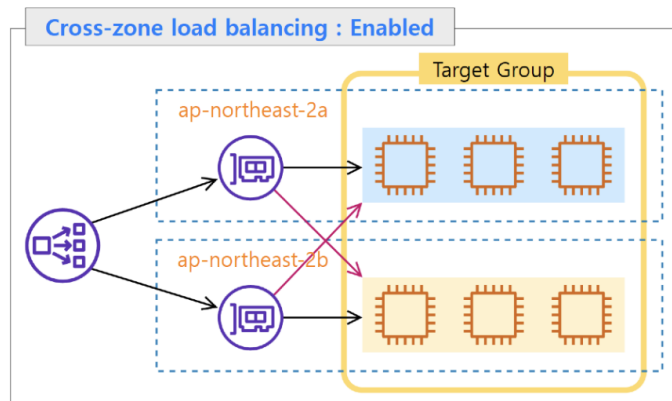 Cross-zone load balancing : Enabled
Target Group
ap-northeast-2a
ap-northeast-2b